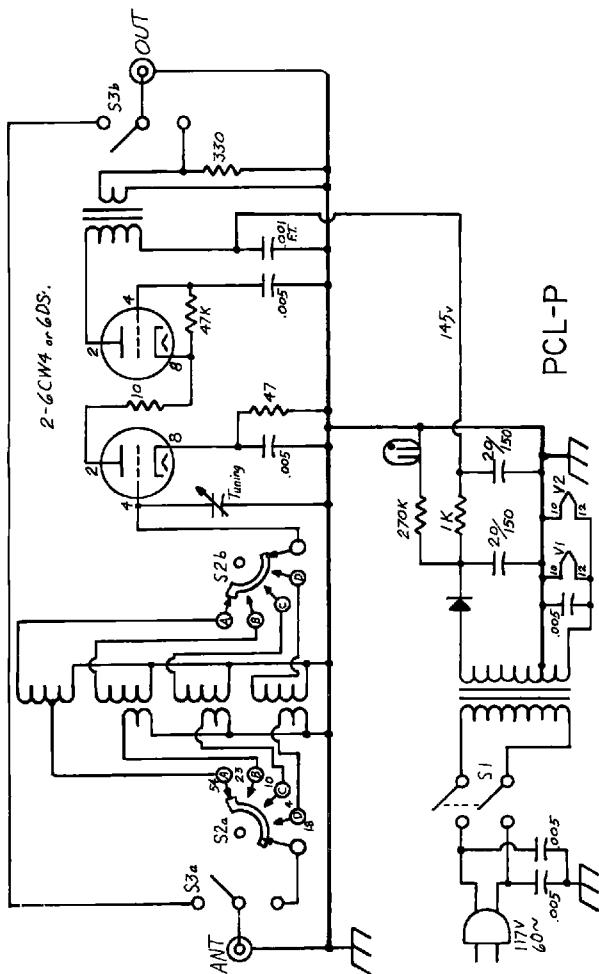 ANT
S3a
S2a
54
A
23
B
10
C
4
D
18
A
B
C
D
S2b
Tuning
2-6CW4 or 6DS.
4
2
8
.005
47
10
2
4
8
47K
.005
.001
F.T.
330
S3b
OUT
117V
60~
.005
.005
S1
270K
1K
20/150
20/150
145v
.005
10
V1
12
10
V2
12
PCL-P